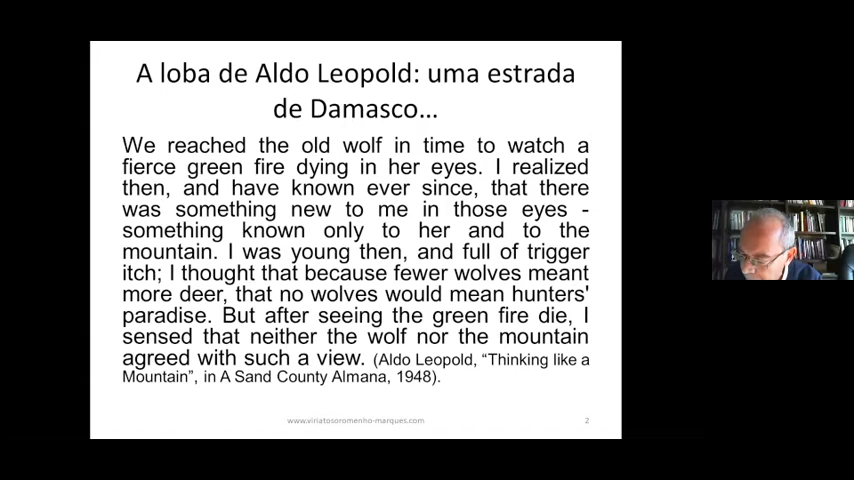 A loba de Aldo Leopold: uma estrada
de Damasco...
We reached the old wolf in time to watch a
fierce green fire dying in her eyes. I realized
then, and have known ever since, that there
was something new to me in those eyes -
something known only to her and to the
mountain. I was young then, and full of trigger
itch; I thought that because fewer wolves meant
more deer, that no wolves would mean hunters'
paradise. But after seeing the green fire die, I
sensed that neither the wolf nor the mountain
agreed with such a view. (Aldo Leopold, “Thinking like a
Mountain”, in A Sand County Almana, 1948).
www.viriatosoromenho-marques.com
2